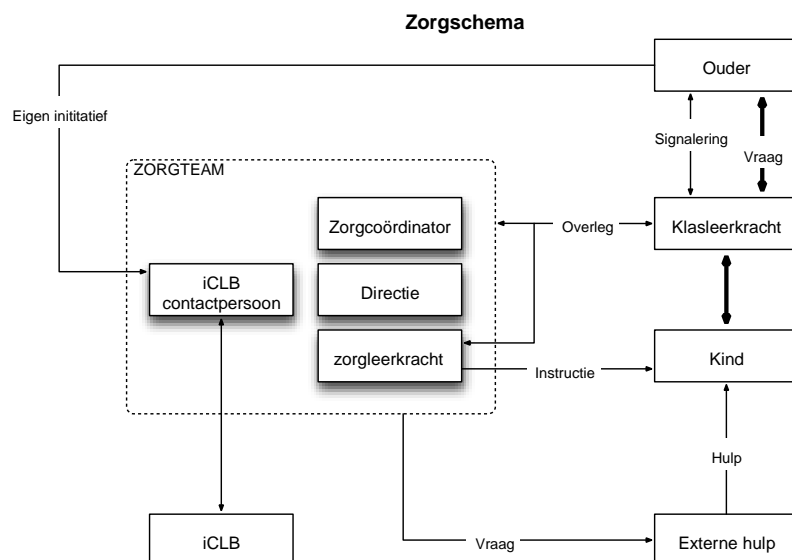 Zorgschema
Ouder
Eigen inititatief
Signalering
Vraag
ZORGTEAM
Zorgcoördinator
Overleg
Klasleerkracht
iCLB
contactpersoon
Directie
zorgleerkracht
Instructie
Kind
Hulp
iCLB
Vraag
Externe hulp